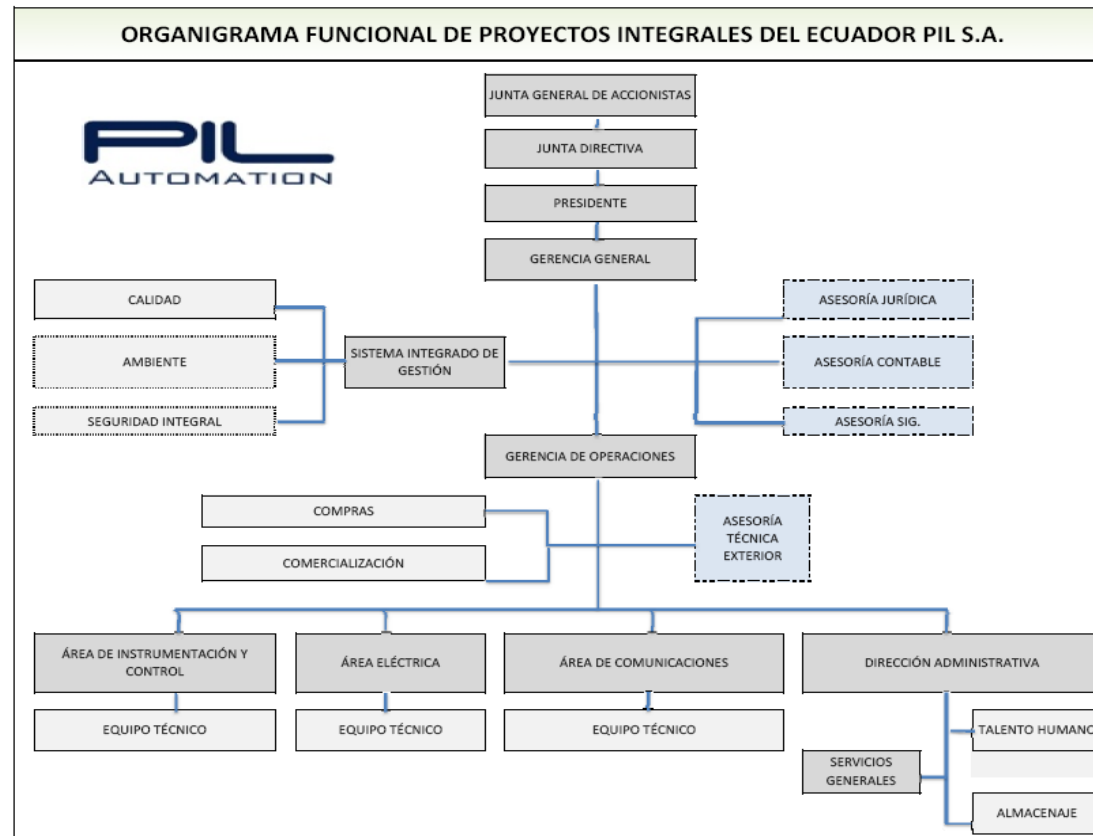 ORGANIGRAMA FUNCIONAL DE PROYECTOS INTEGRALES DEL ECUADOR PIL S.A.
PIL
AUTOMATION
JUNTA GENERAL DE ACCIONISTAS
JUNTA DIRECTIVA
PRESIDENTE
GERENCIA GENERAL
CALIDAD
AMBIENTE
SEGURIDAD INTEGRAL
SISTEMA INTEGRADO DE
GESTIÓN
ASESORÍA JURÍDICA
ASESORÍA CONTABLE
ASESORÍA SIG.
GERENCIA DE OPERACIONES
COMPRAS
COMERCIALIZACIÓN
ASESORÍA
TÉCNICA
EXTERIOR
ÁREA DE INSTRUMENTACIÓN Y
CONTROL
ÁREA ELÉCTRICA
ÁREA DE COMUNICACIONES
DIRECCIÓN ADMINISTRATIVA
EQUIPO TÉCNICO
EQUIPO TÉCNICO
EQUIPO TÉCNICO
TALENTO HUMANO
SERVICIOS
GENERALES
ALMACENAJE